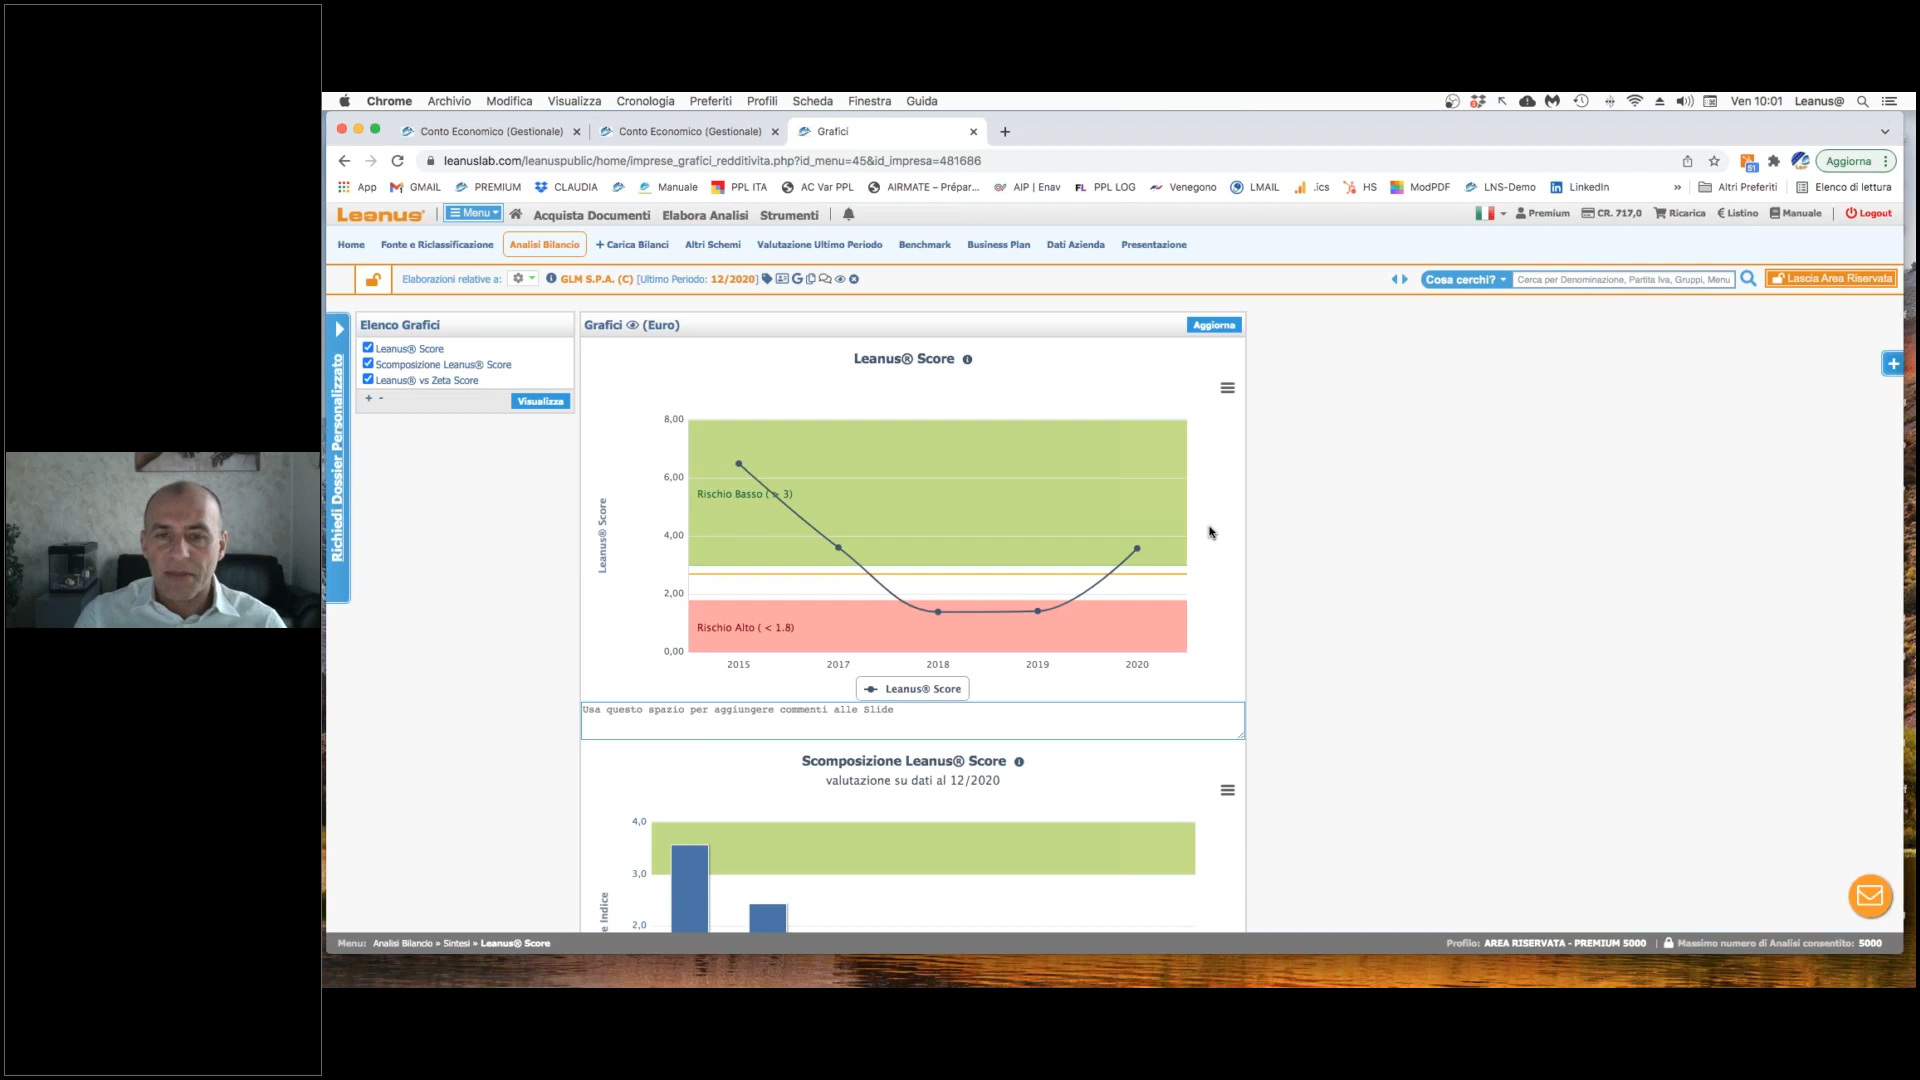 Chrome Archivio Modifica Visualizza Cronologia Preferiti Profili Scheda Finestra Guida Ven 10:01 Leanus@
Conto Economico (Gestionale) Conto Economico (Gestionale) Grafici
leanuslab.com/leanuspublic/home/imprese_grafici_redditivita.php?id_menu=45&id_impresa=481686 Aggiorna
App GMAIL PREMIUM CLAUDIA Manuale PPL ITA AC Var PPL AIRMATE – Prépar... AIP | Enav FL PPL LOG Venegono LMAIL .ics HS ModPDF LNS-Demo LinkedIn » Altri Preferiti Elenco di lettura
Leanus® Menu Acquista Documenti Elabora Analisi Strumenti Premium CR. 717,0 Ricarica € Listino Manuale Logout
Home Fonte e Riclassificazione Analisi Bilancio + Carica Bilanci Altri Schemi Valutazione Ultimo Periodo Benchmark Business Plan Dati Azienda Presentazione
Elaborazioni relative a: GLM S.P.A. (C) [Ultimo Periodo: 12/2020] Cosa cerchi? Cerca per Denominazione, Partita Iva, Gruppi, Menu Lascia Area Riservata
Richiedi Dossier Personalizzato
Elenco Grafici
Leanus® Score
Scomposizione Leanus® Score
Leanus® vs Zeta Score
+ - Visualizza
Grafici (Euro) Aggiorna
Leanus® Score
8,00
6,00
Rischio Basso ( > 3)
4,00
Leanus® Score
2,00
Rischio Alto ( < 1.8)
0,00
2015 2017 2018 2019 2020
Leanus® Score
Usa questo spazio per aggiungere commenti alle Slide
Scomposizione Leanus® Score
valutazione su dati al 12/2020
4,0
3,0
e Indice
2,0
Menu: Analisi Bilancio » Sintesi » Leanus® Score Profilo: AREA RISERVATA - PREMIUM 5000 | Massimo numero di Analisi consentito: 5000